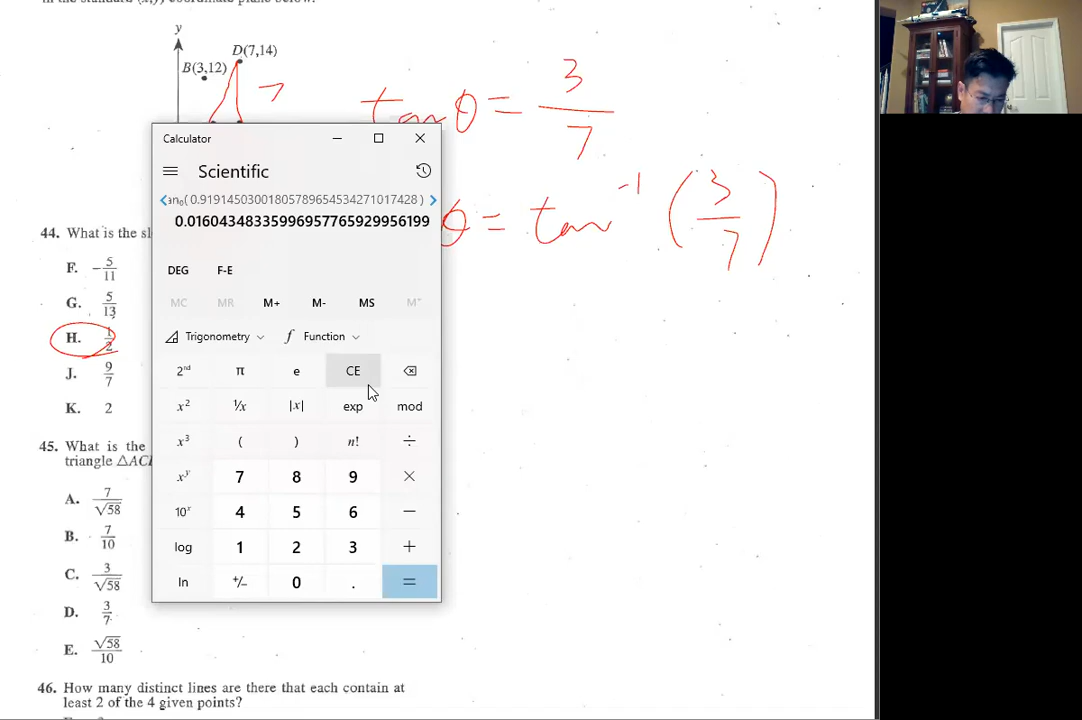 in the standard (x,y) coordinate plane below.
y
D(7,14)
B(3,12)
7
tan θ = 3/7
θ = tan⁻¹ (3/7)
Calculator
Scientific
an₀( 0.91914503001805789654534271017428 )
0.01604348335996957765929956199
DEG
F-E
MC MR M+ M- MS M˅
Trigonometry
f Function
2nd π e CE
x² ¹/x |x| exp mod
x³ ( ) n! ÷
xʸ 7 8 9 ×
10ˣ 4 5 6 −
log 1 2 3 +
ln +/− 0 . =
44. What is the sl
F. −5/11
G. 5/13
H. 1/2
J. 9/7
K. 2
45. What is the
triangle △ACI
A. 7/√58
B. 7/10
C. 3/√58
D. 3/7
E. √58/10
46. How many distinct lines are there that each contain at
least 2 of the 4 given points?